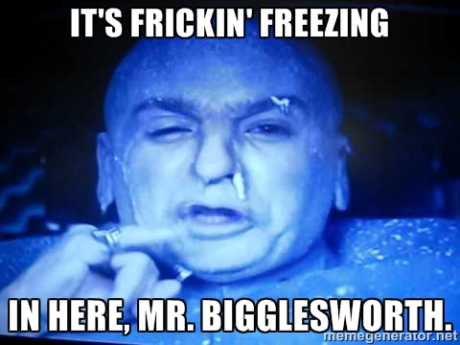 IT'S FRICKIN' FREEZING
IN HERE, MR. BIGGLESWORTH.
memegenerator.net